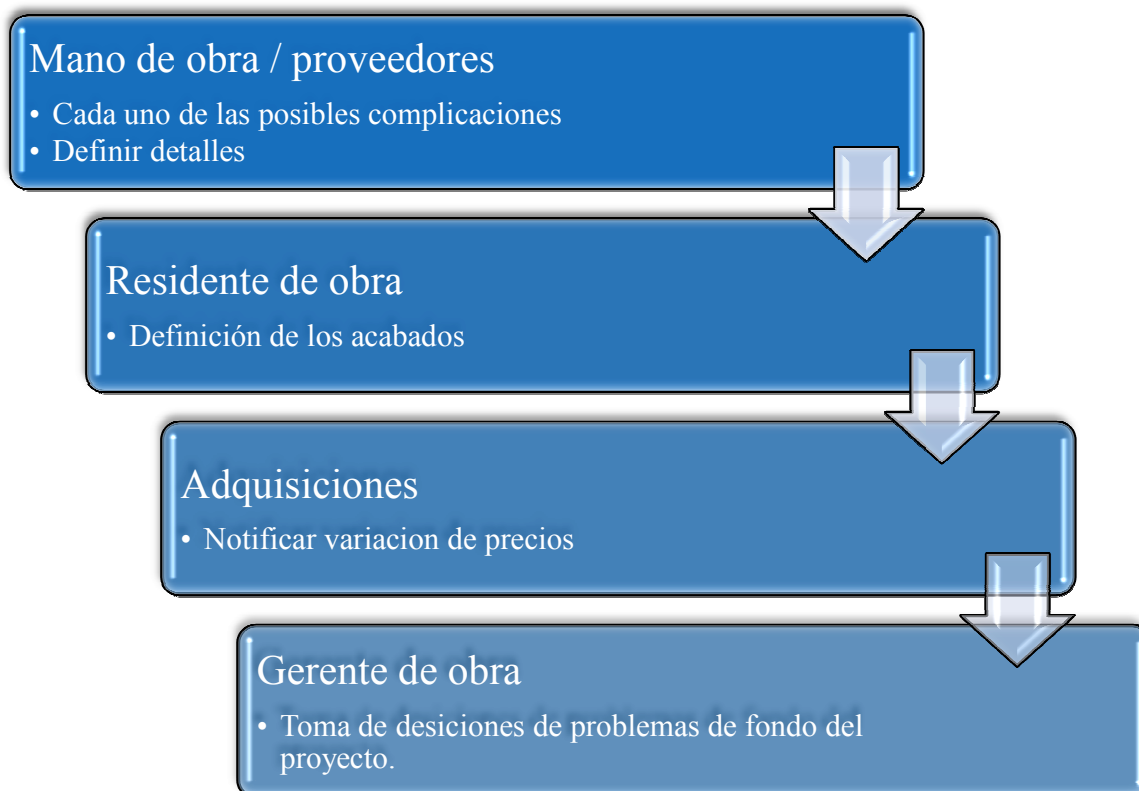 Mano de obra / proveedores
• Cada uno de las posibles complicaciones
• Definir detalles
Residente de obra
• Definición de los acabados
Adquisiciones
• Notificar variacion de precios
Gerente de obra
• Toma de desiciones de problemas de fondo del
proyecto.